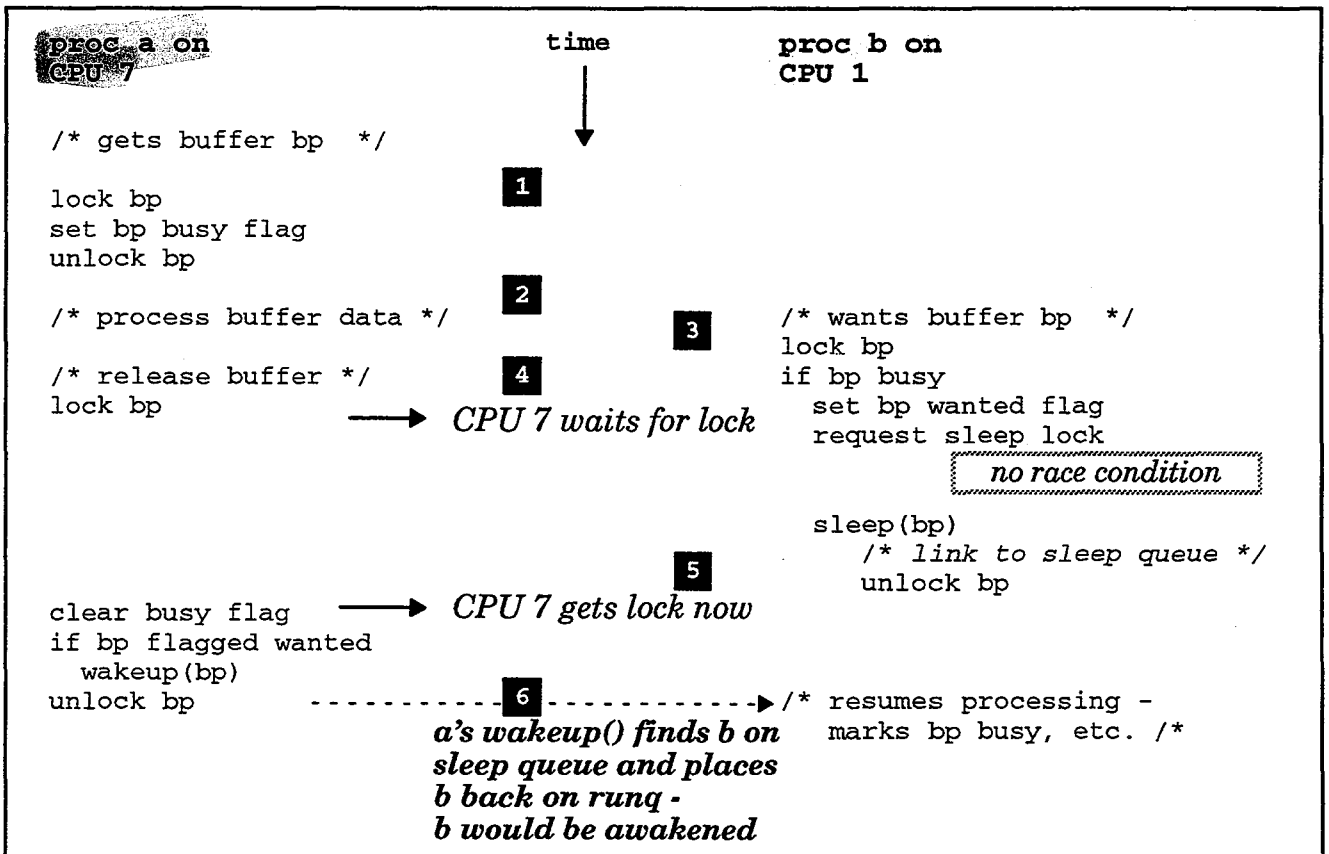 proc a on
CPU 7
time
proc b on
CPU 1
/* gets buffer bp */
lock bp
set bp busy flag
unlock bp
1
2
/* process buffer data */
3
/* wants buffer bp */
lock bp
if bp busy
set bp wanted flag
request sleep lock
/* release buffer */
lock bp
4
CPU 7 waits for lock
no race condition
sleep(bp)
/* link to sleep queue */
unlock bp
5
CPU 7 gets lock now
clear busy flag
if bp flagged wanted
wakeup(bp)
unlock bp
6
/* resumes processing -
marks bp busy, etc. /*
a's wakeup() finds b on
sleep queue and places
b back on runq -
b would be awakened